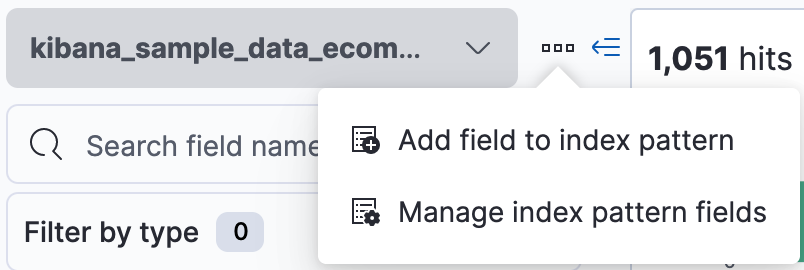 kibana_sample_data_ecom...
1,051 hits
Search field name
Add field to index pattern
Filter by type 0
Manage index pattern fields